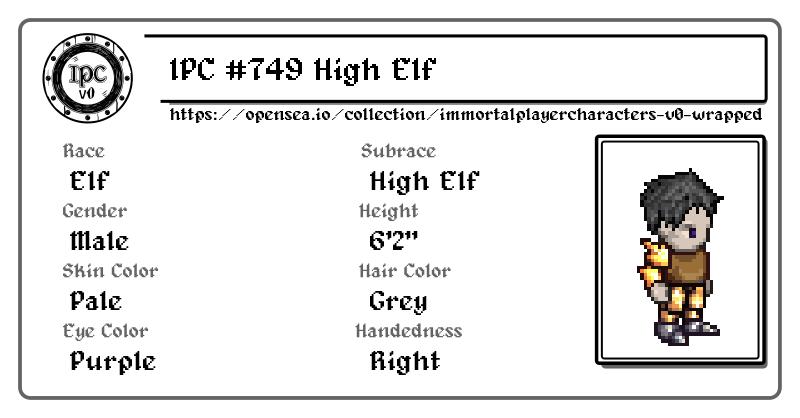 IPC
v0
IPC #749 High Elf
https://opensea.io/collection/immortalplayercharacters-v0-wrapped
Race
Subrace
Elf
High Elf
Gender
Height
Male
6'2"
Skin Color
Hair Color
Pale
Grey
Eye Color
Handedness
Purple
Right